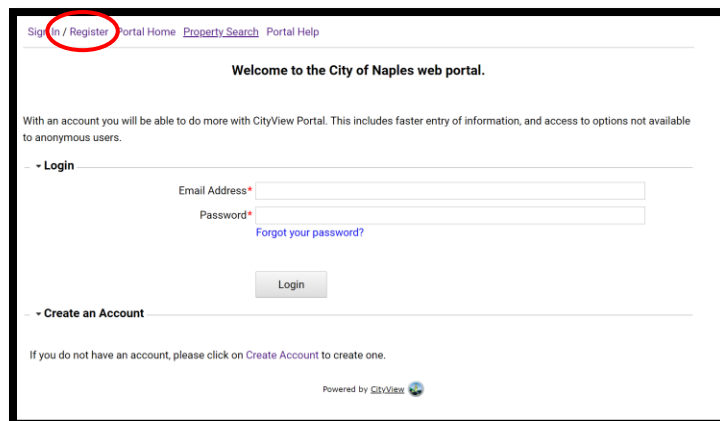 Sign In / Register Portal Home Property Search Portal Help
Welcome to the City of Naples web portal.
With an account you will be able to do more with CityView Portal. This includes faster entry of information, and access to options not available
to anonymous users.
Login
Email Address*
Password*
Forgot your password?
Login
Create an Account
If you do not have an account, please click on Create Account to create one.
Powered by CityView